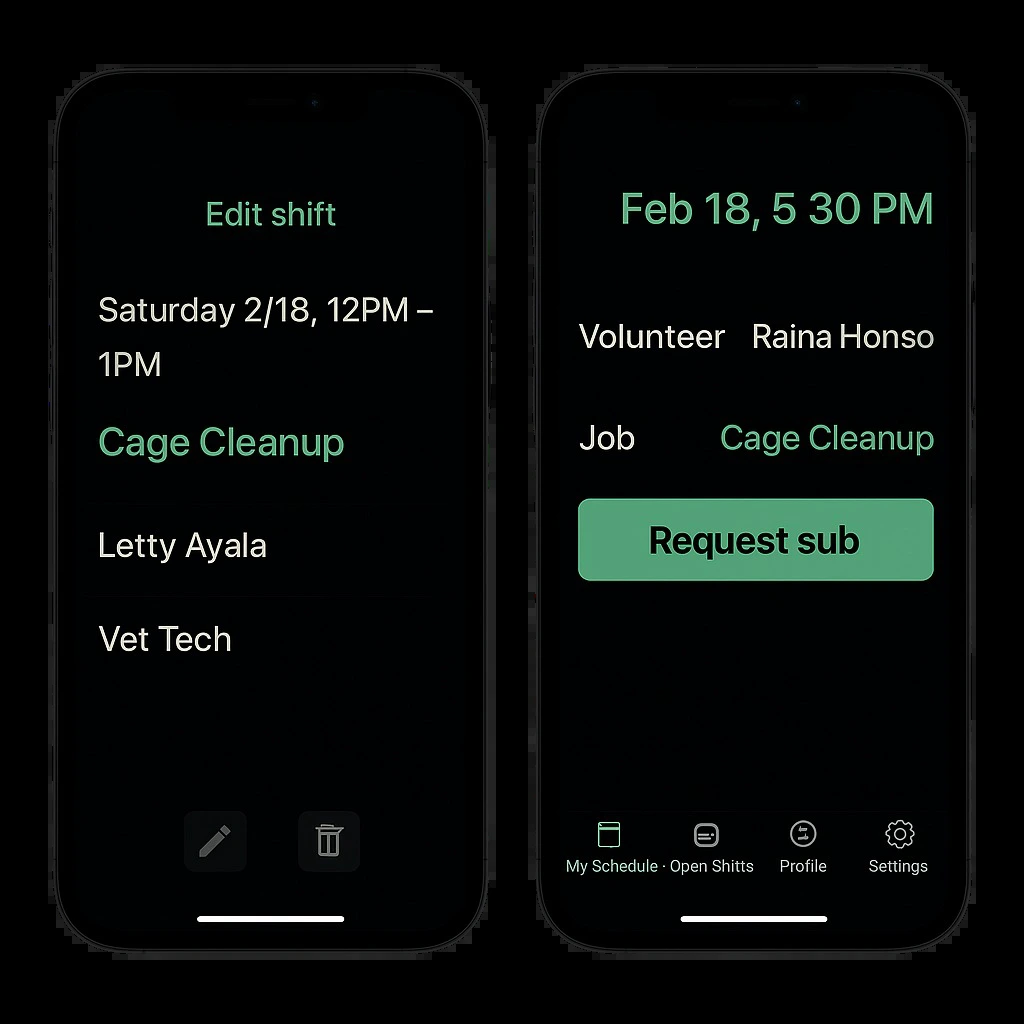 Edit shift
Saturday 2/18, 12PM –
1PM
Cage Cleanup
Letty Ayala
Vet Tech
Feb 18, 5 30 PM
Volunteer Raina Honso
Job Cage Cleanup
Request sub
My Schedule · Open Shitts Profile Settings